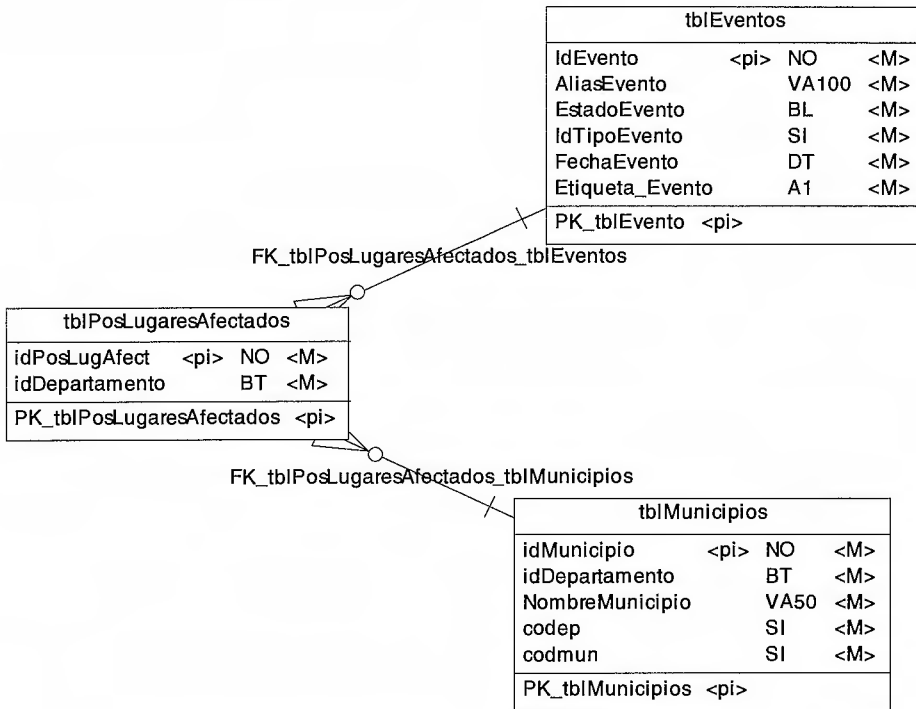 tblEventos
IdEvento <pi> NO <M>
AliasEvento VA100 <M>
EstadoEvento BL <M>
IdTipoEvento SI <M>
FechaEvento DT <M>
Etiqueta_Evento A1 <M>
PK_tblEvento <pi>
FK_tblPosLugaresAfectados_tblEventos
tblPosLugaresAfectados
idPosLugAfect <pi> NO <M>
idDepartamento BT <M>
PK_tblPosLugaresAfectados <pi>
FK_tblPosLugaresAfectados_tblMunicipios
tblMunicipios
idMunicipio <pi> NO <M>
idDepartamento BT <M>
NombreMunicipio VA50 <M>
codep SI <M>
codmun SI <M>
PK_tblMunicipios <pi>